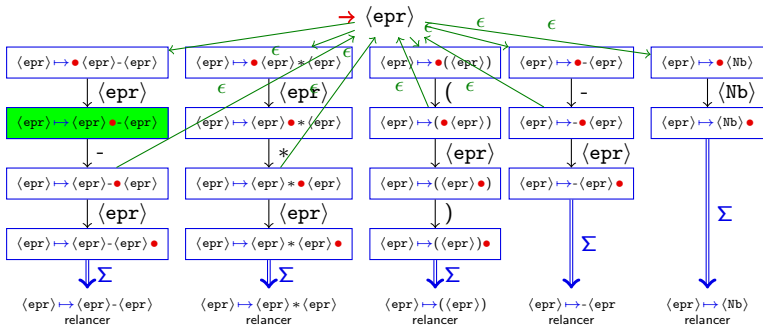 → ⟨epr⟩
ϵ ϵ ϵ
⟨epr⟩↦•⟨epr⟩-⟨epr⟩ ⟨epr⟩↦•⟨epr⟩*⟨epr⟩ ⟨epr⟩↦•(⟨epr⟩) ⟨epr⟩↦•-⟨epr⟩ ⟨epr⟩↦•⟨Nb⟩
ϵ ϵ ϵ ϵ
⟨epr⟩ ⟨epr⟩ ( - ⟨Nb⟩
⟨epr⟩↦⟨epr⟩•-⟨epr⟩ ⟨epr⟩↦⟨epr⟩•*⟨epr⟩ ⟨epr⟩↦(•⟨epr⟩) ⟨epr⟩↦-•⟨epr⟩ ⟨epr⟩↦⟨Nb⟩•
- * ⟨epr⟩ ⟨epr⟩
⟨epr⟩↦⟨epr⟩-•⟨epr⟩ ⟨epr⟩↦⟨epr⟩*•⟨epr⟩ ⟨epr⟩↦(⟨epr⟩•) ⟨epr⟩↦-⟨epr⟩•
⟨epr⟩ ⟨epr⟩ ) Σ Σ
⟨epr⟩↦⟨epr⟩-⟨epr⟩• ⟨epr⟩↦⟨epr⟩*⟨epr⟩• ⟨epr⟩↦(⟨epr⟩)•
Σ Σ Σ
⟨epr⟩↦⟨epr⟩-⟨epr⟩ ⟨epr⟩↦⟨epr⟩*⟨epr⟩ ⟨epr⟩↦(⟨epr⟩) ⟨epr⟩↦-⟨epr ⟨epr⟩↦⟨Nb⟩
relancer relancer relancer relancer relancer